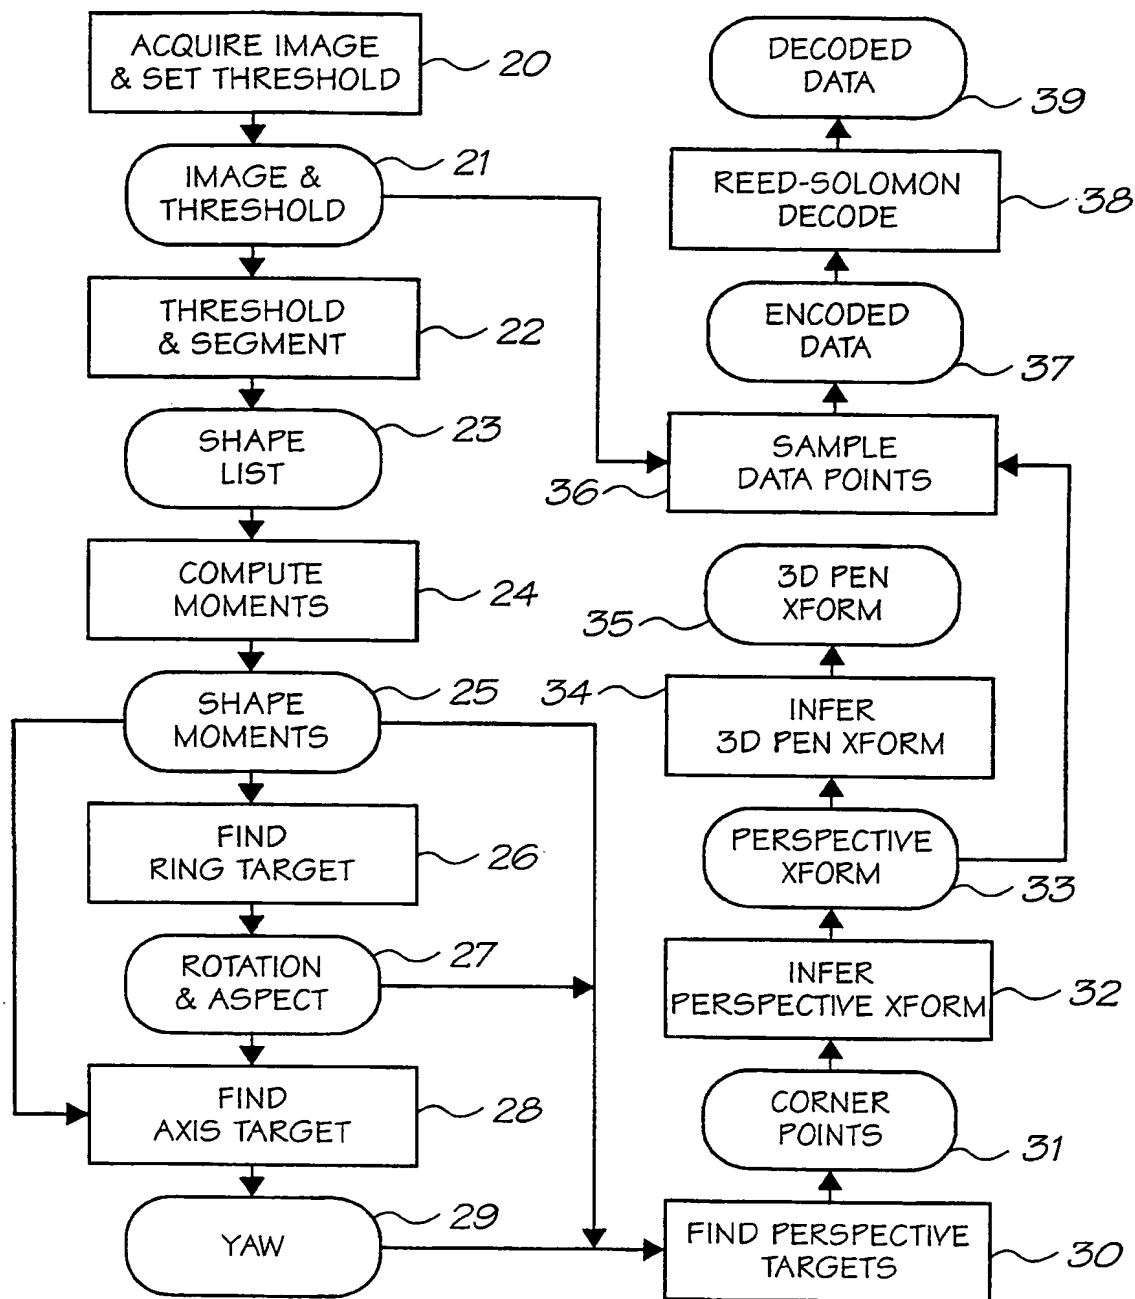 ACQUIRE IMAGE
& SET THRESHOLD
20
IMAGE &
THRESHOLD
21
THRESHOLD
& SEGMENT
22
SHAPE
LIST
23
COMPUTE
MOMENTS
24
SHAPE
MOMENTS
25
FIND
RING TARGET
26
ROTATION
& ASPECT
27
FIND
AXIS TARGET
28
YAW
29
DECODED
DATA
39
REED-SOLOMON
DECODE
38
ENCODED
DATA
37
SAMPLE
DATA POINTS
36
3D PEN
XFORM
35
34
INFER
3D PEN XFORM
PERSPECTIVE
XFORM
33
INFER
PERSPECTIVE XFORM
32
CORNER
POINTS
31
FIND PERSPECTIVE
TARGETS
30